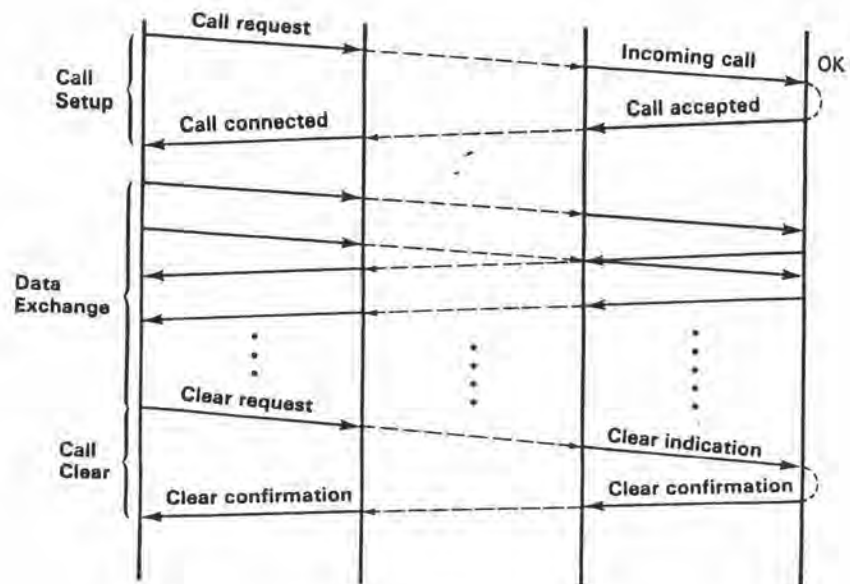 Call request
Incoming call
OK
Call
Setup
Call accepted
Call connected
Data
Exchange
Clear request
Clear indication
Call
Clear
Clear confirmation
Clear confirmation